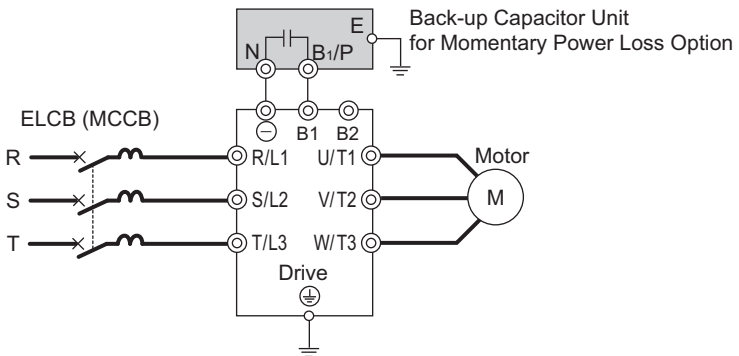 Back-up Capacitor Unit
for Momentary Power Loss Option
E
N
B1/P
ELCB (MCCB)
⊖
B1
B2
R
R/L1
U/T1
Motor
S
S/L2
V/T2
M
T
T/L3
W/T3
Drive